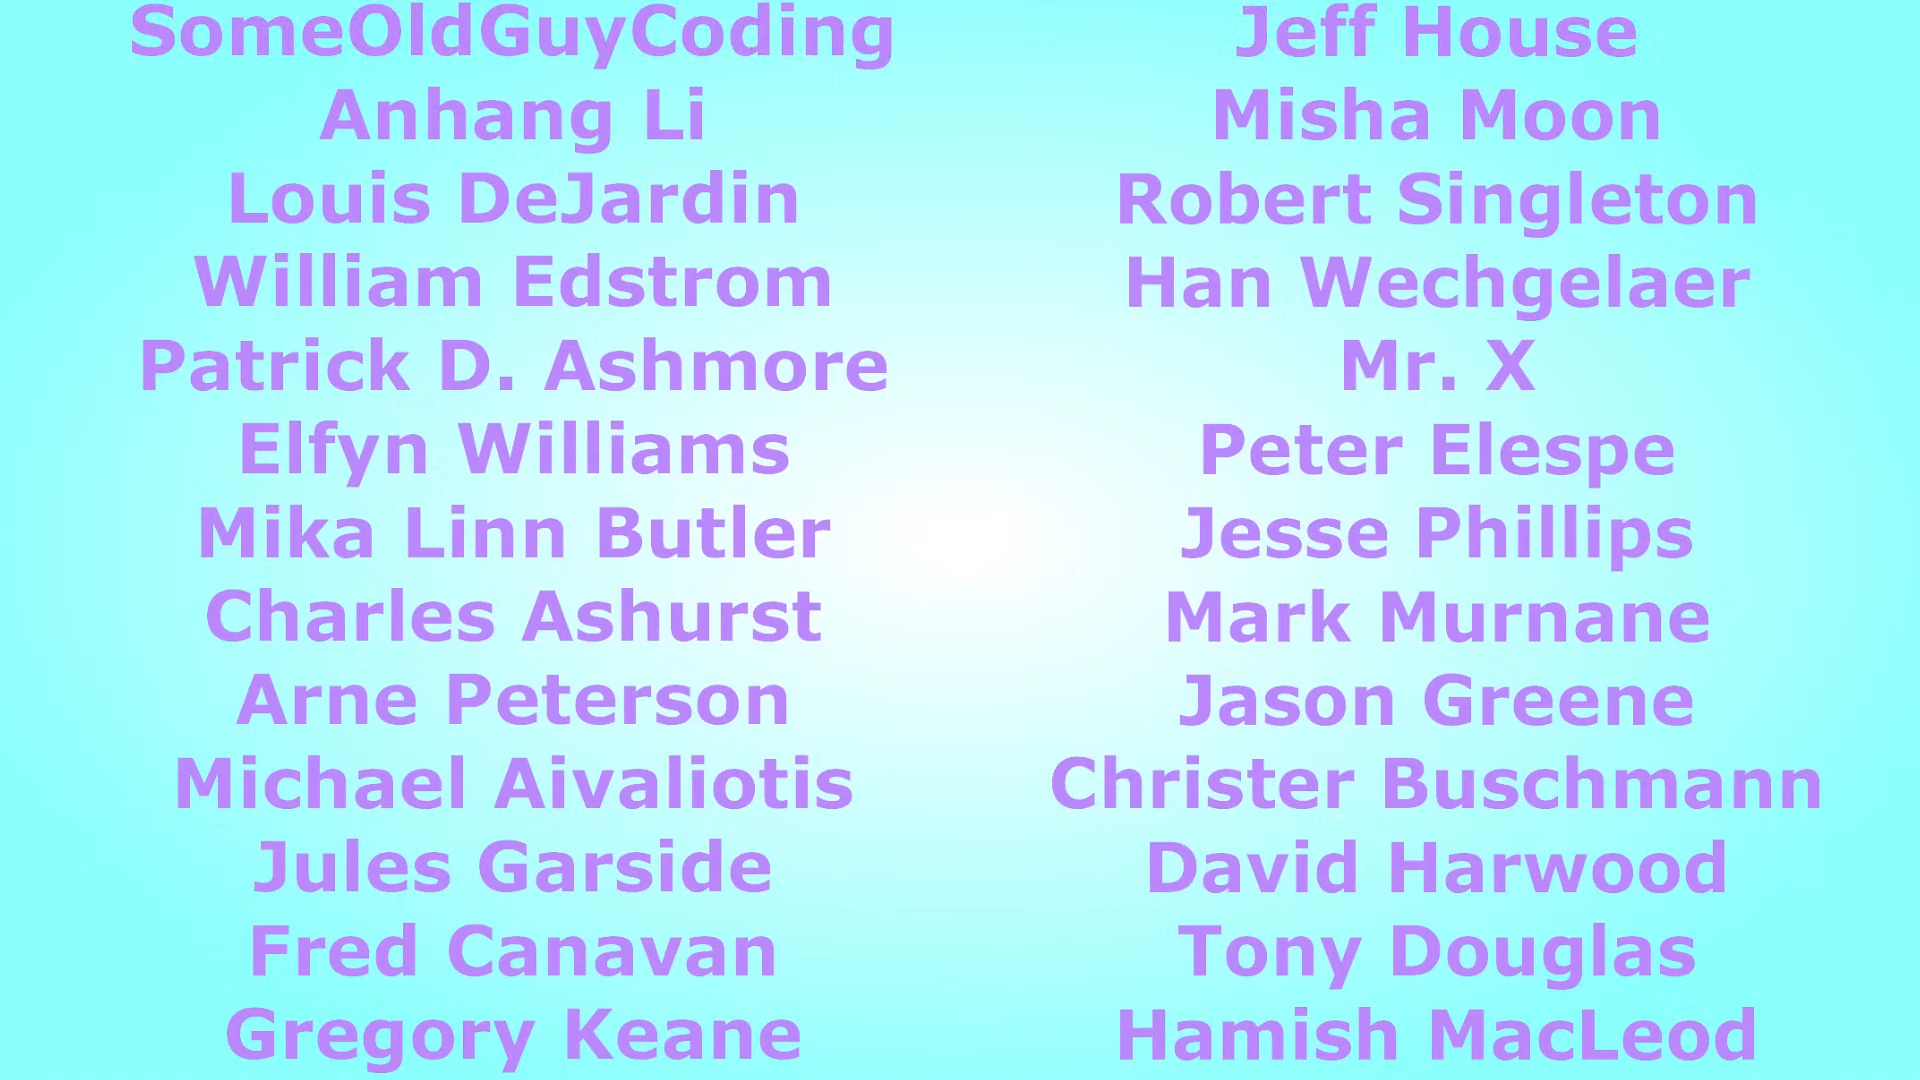 SomeOldGuyCoding
Anhang Li
Louis DeJardin
William Edstrom
Patrick D. Ashmore
Elfyn Williams
Mika Linn Butler
Charles Ashurst
Arne Peterson
Michael Aivaliotis
Jules Garside
Fred Canavan
Gregory Keane
Jeff House
Misha Moon
Robert Singleton
Han Wechgelaer
Mr. X
Peter Elespe
Jesse Phillips
Mark Murnane
Jason Greene
Christer Buschmann
David Harwood
Tony Douglas
Hamish MacLeod